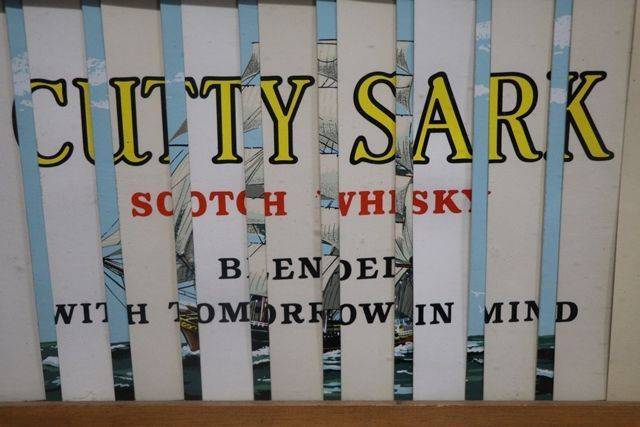 CUTTY SARK
SCOTCH WHISKY
BLENDED
WITH TOMORROW IN MIND